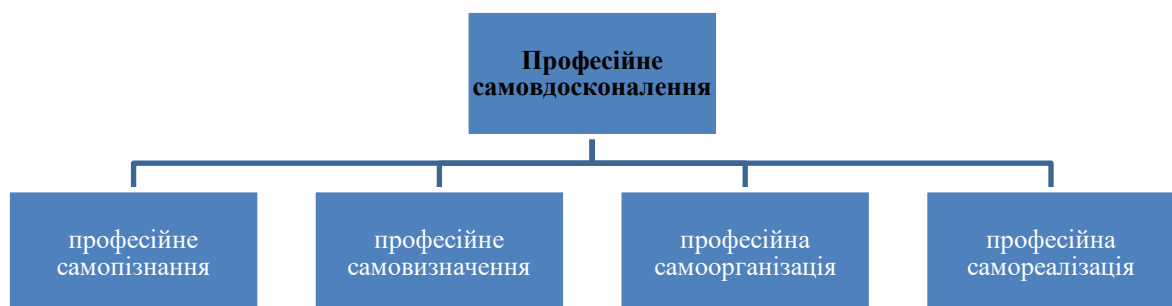 Професійне
самовдосконалення
професійне
самопізнання
професійне
самовизначення
професійна
самоорганізація
професійна
самореалізація